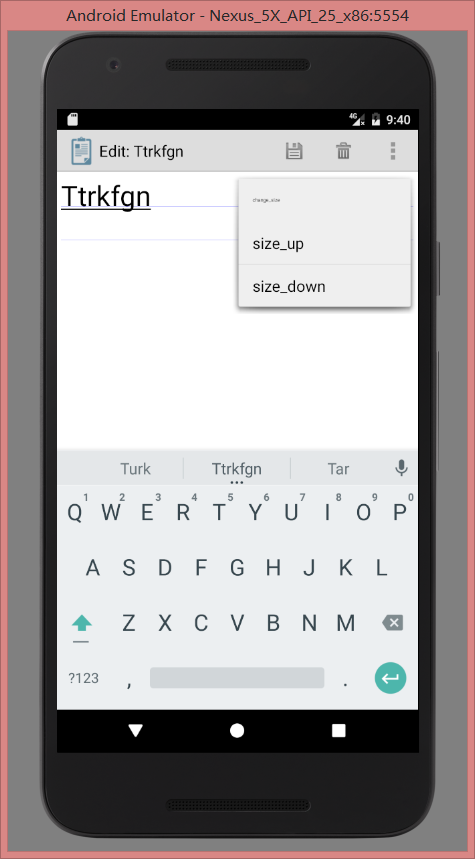 Android Emulator - Nexus_5X_API_25_x86:5554
4G 9:40
Edit: Ttrkfgn
Ttrkfgn
change_size
size_up
size_down
Turk Ttrkfgn Tar
Q1 W2 E3 R4 T5 Y6 U7 I8 O9 P0
A S D F G H J K L
Z X C V B N M
?123 , .